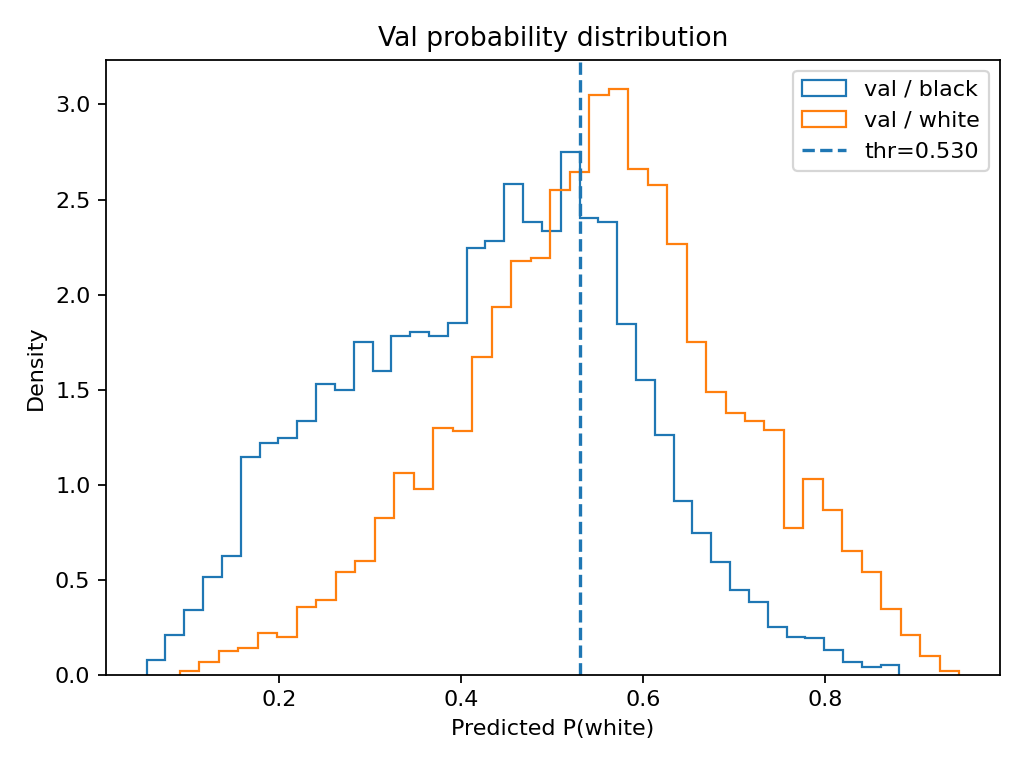 Val probability distribution
val / black
val / white
thr=0.530
3.0
2.5
2.0
1.5
1.0
0.5
0.0
Density
0.2 0.4 0.6 0.8
Predicted P(white)